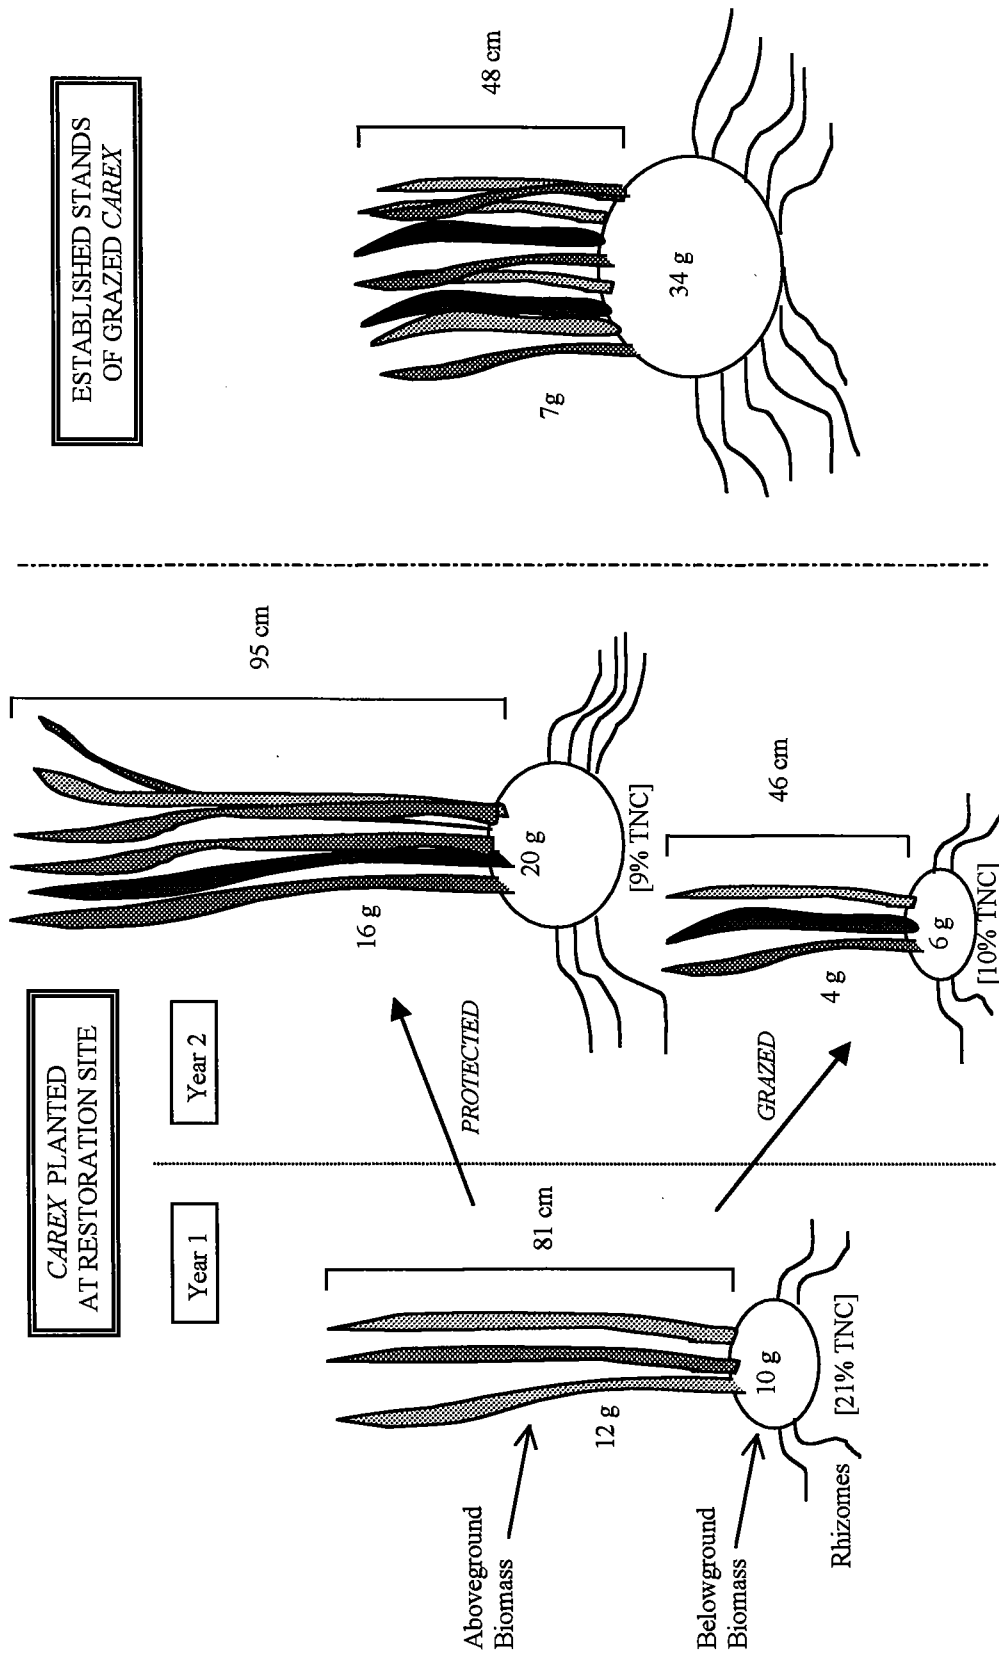 CAREX PLANTED
AT RESTORATION SITE
ESTABLISHED STANDS
OF GRAZED CAREX
Year 1
Year 2
Aboveground
Biomass
Belowground
Biomass
Rhizomes
12 g
10 g
[21% TNC]
81 cm
PROTECTED
GRAZED
16 g
20 g
[9% TNC]
95 cm
4 g
6 g
[10% TNC]
46 cm
7g
34 g
48 cm